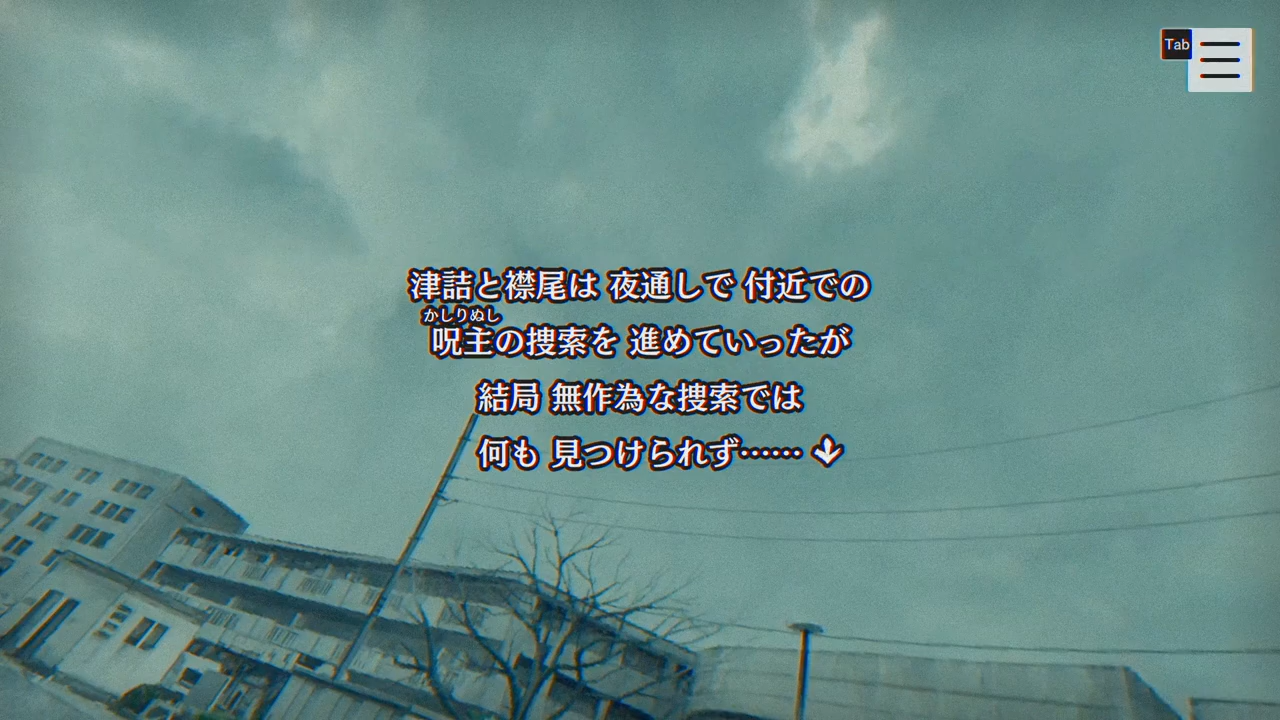 Tab
津詰と襟尾は 夜通しで 付近での
かしりぬし
呪主の捜索を 進めていったが
結局 無作為な捜索では
何も 見つけられず……